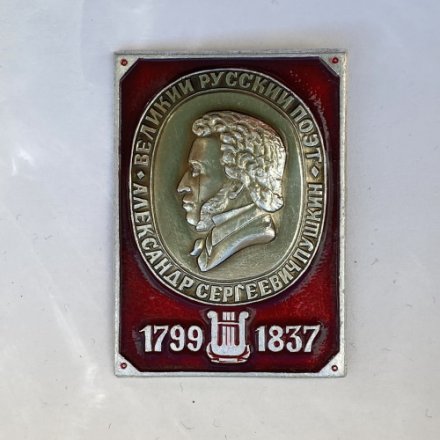 ВЕЛИКИЙ РУССКИЙ ПОЭТ
АЛЕКСАНДР СЕРГЕЕВИЧ ПУШКИН
1799 1837